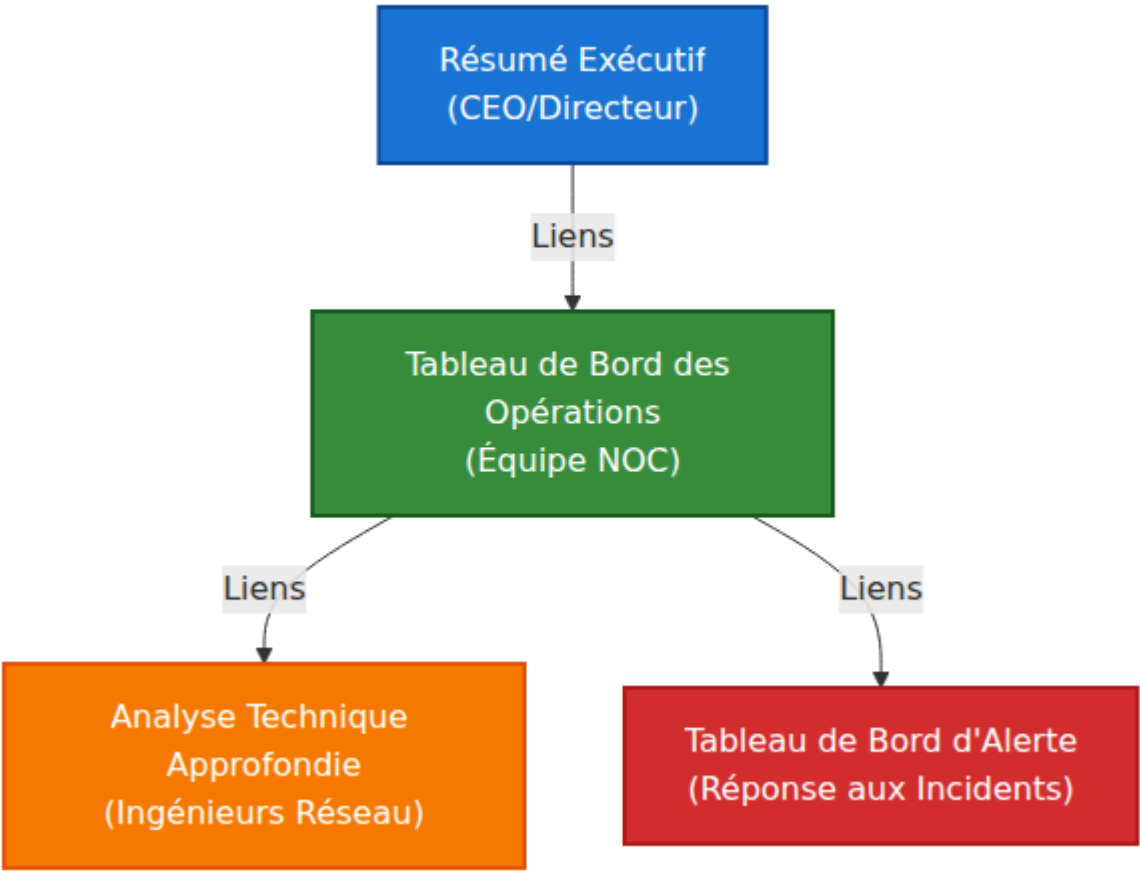 Résumé Exécutif
(CEO/Directeur)
Liens
Tableau de Bord des
Opérations
(Équipe NOC)
Liens
Liens
Analyse Technique
Approfondie
(Ingénieurs Réseau)
Tableau de Bord d'Alerte
(Réponse aux Incidents)